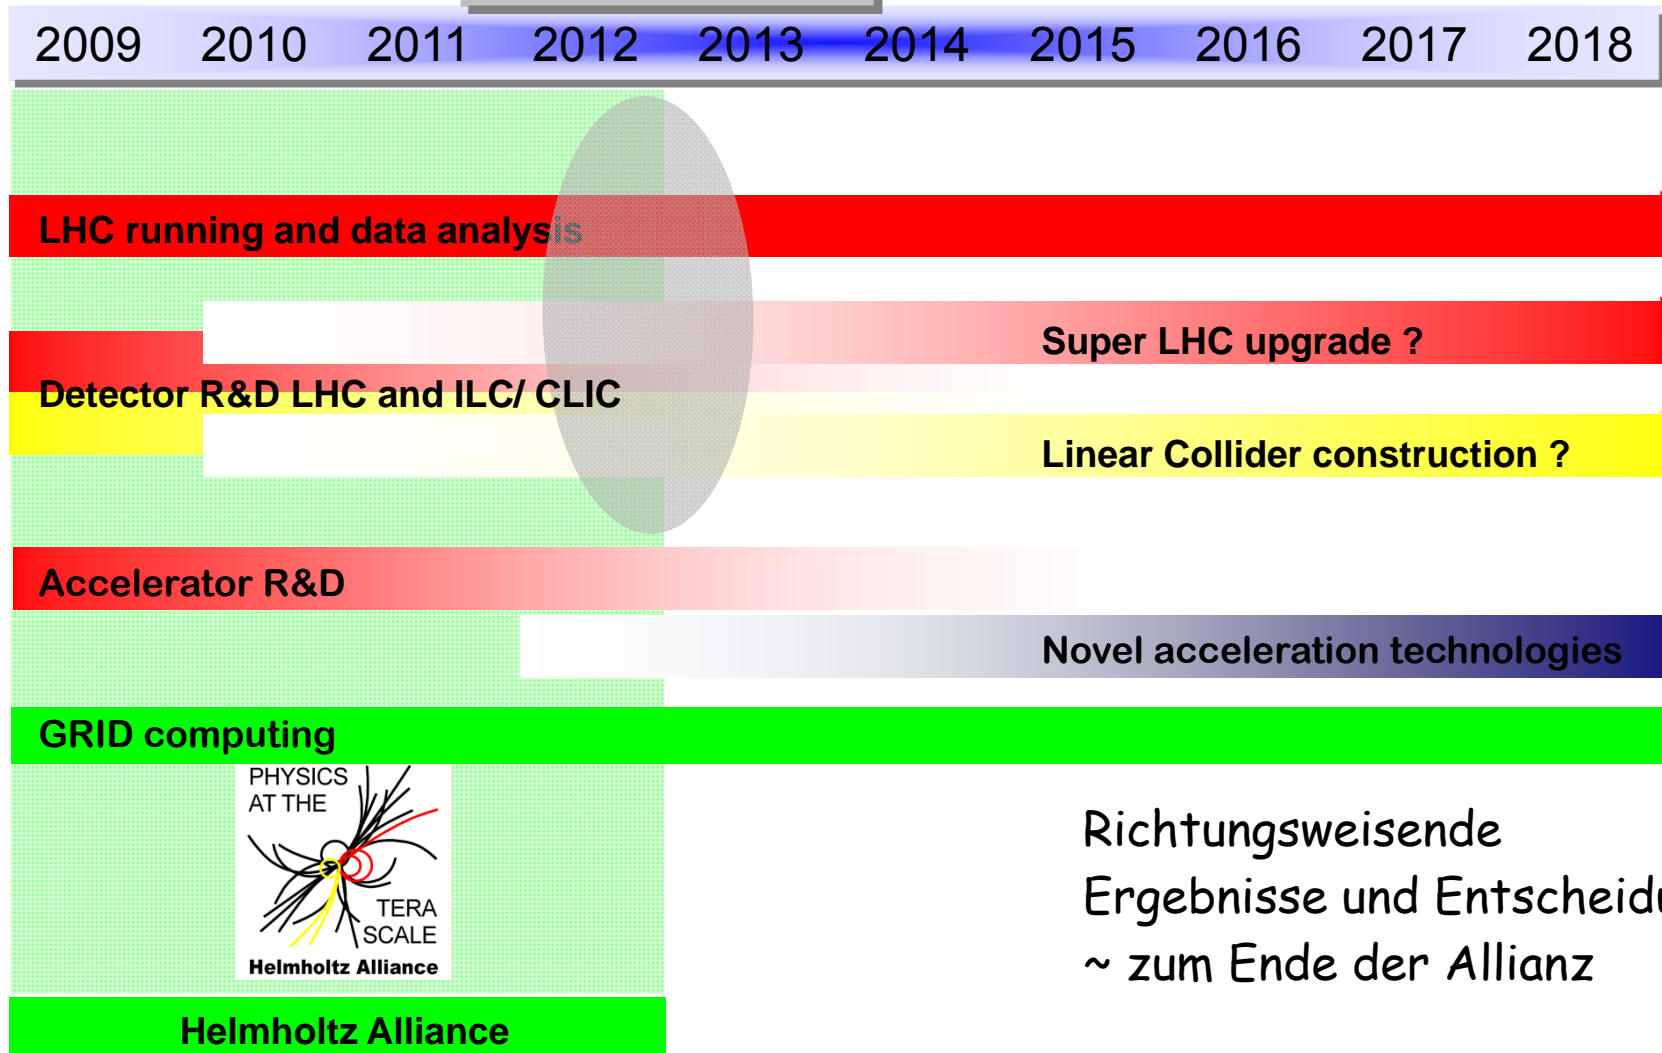 2009 2010 2011 2012 2013 2014 2015 2016 2017 2018
LHC running and data analysis
Super LHC upgrade ?
Detector R&D LHC and ILC/ CLIC
Linear Collider construction ?
Accelerator R&D
Novel acceleration technologies
GRID computing
PHYSICS
AT THE
TERA
SCALE
Helmholtz Alliance
Richtungsweisende
Ergebnisse und
~ zum Ende der Allianz
Helmholtz Alliance